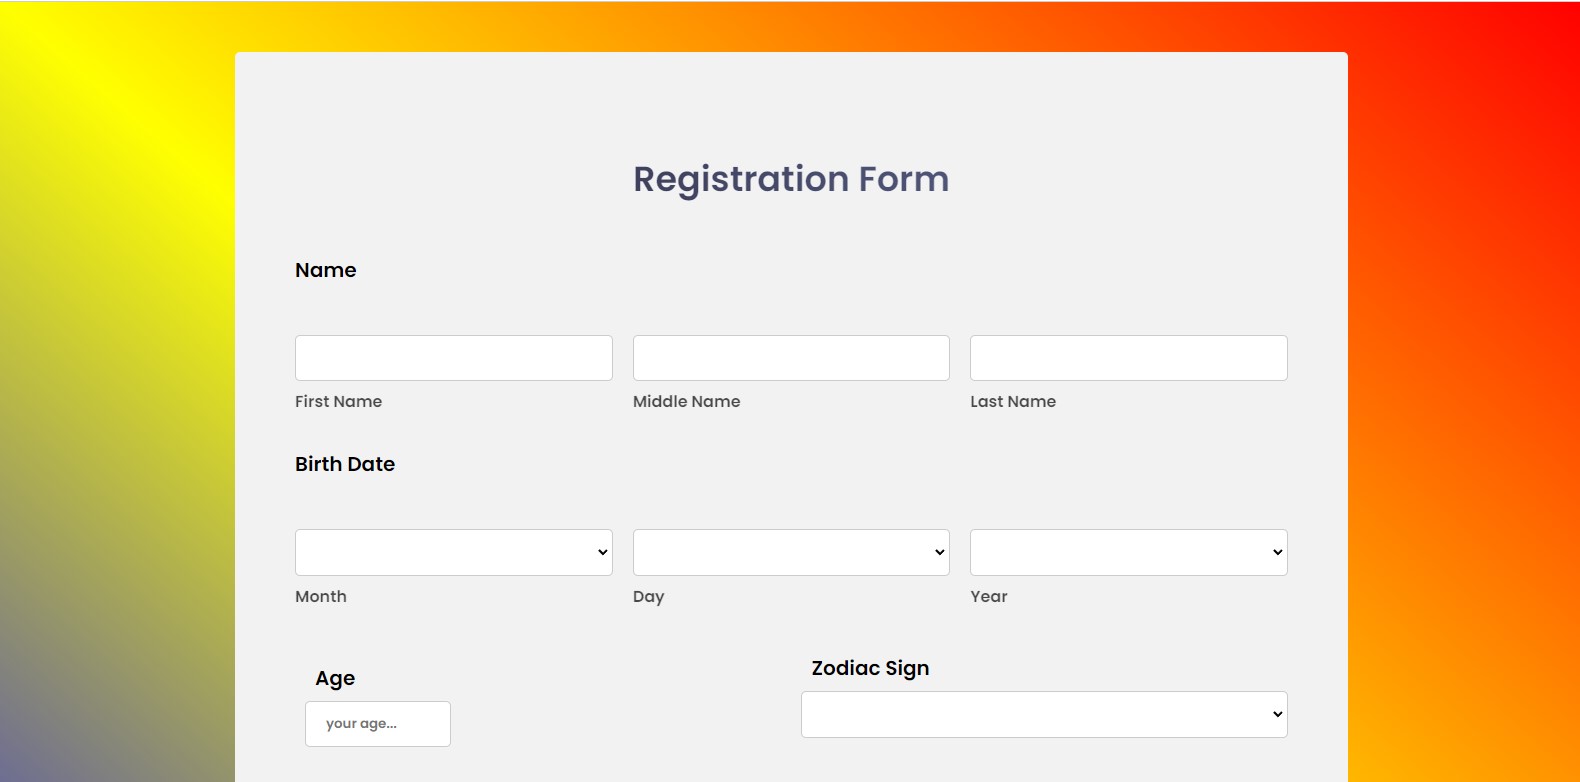 Registration Form
Name
First Name
Middle Name
Last Name
Birth Date
Month
Day
Year
Age
Zodiac Sign
your age...